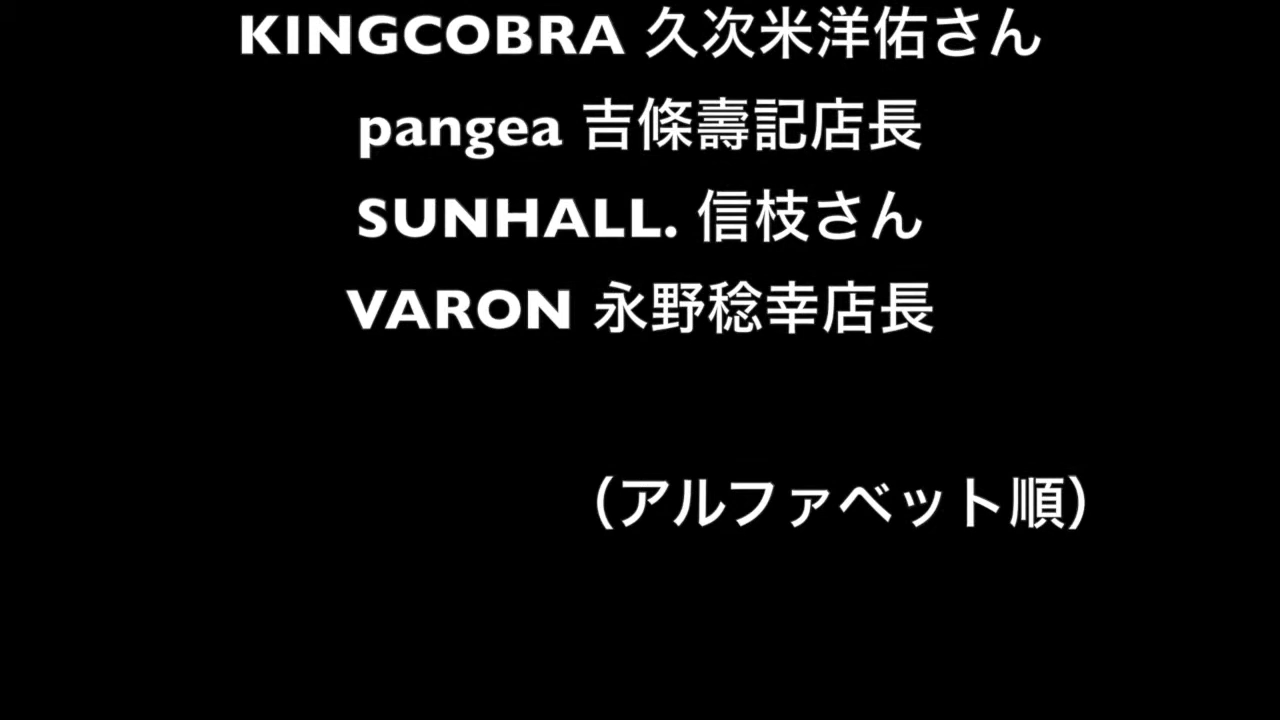 KINGCOBRA 久次米洋佑さん
pangea 吉條壽記店長
SUNHALL. 信枝さん
VARON 永野稔幸店長
（アルファベット順）